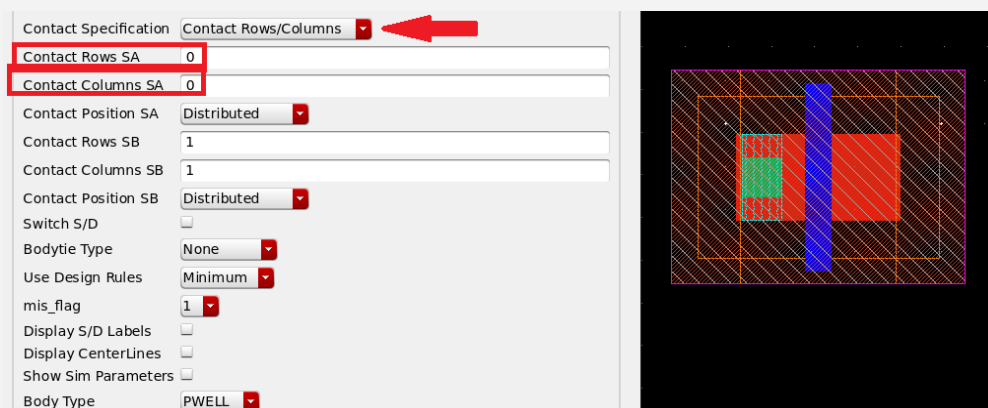 Contact Specification Contact Rows/Columns
Contact Rows SA 0
Contact Columns SA 0
Contact Position SA Distributed
Contact Rows SB 1
Contact Columns SB 1
Contact Position SB Distributed
Switch S/D
Bodytie Type None
Use Design Rules Minimum
mis_flag 1
Display S/D Labels
Display CenterLines
Show Sim Parameters
Body Type PWELL